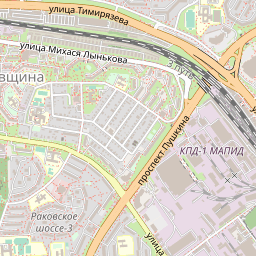 улица Тимирязева
улица Михася Лынькова
3 путь
вщина
проспект Пушкина
КПД-1 МАПИД
Раковское
шоссе-3
улица